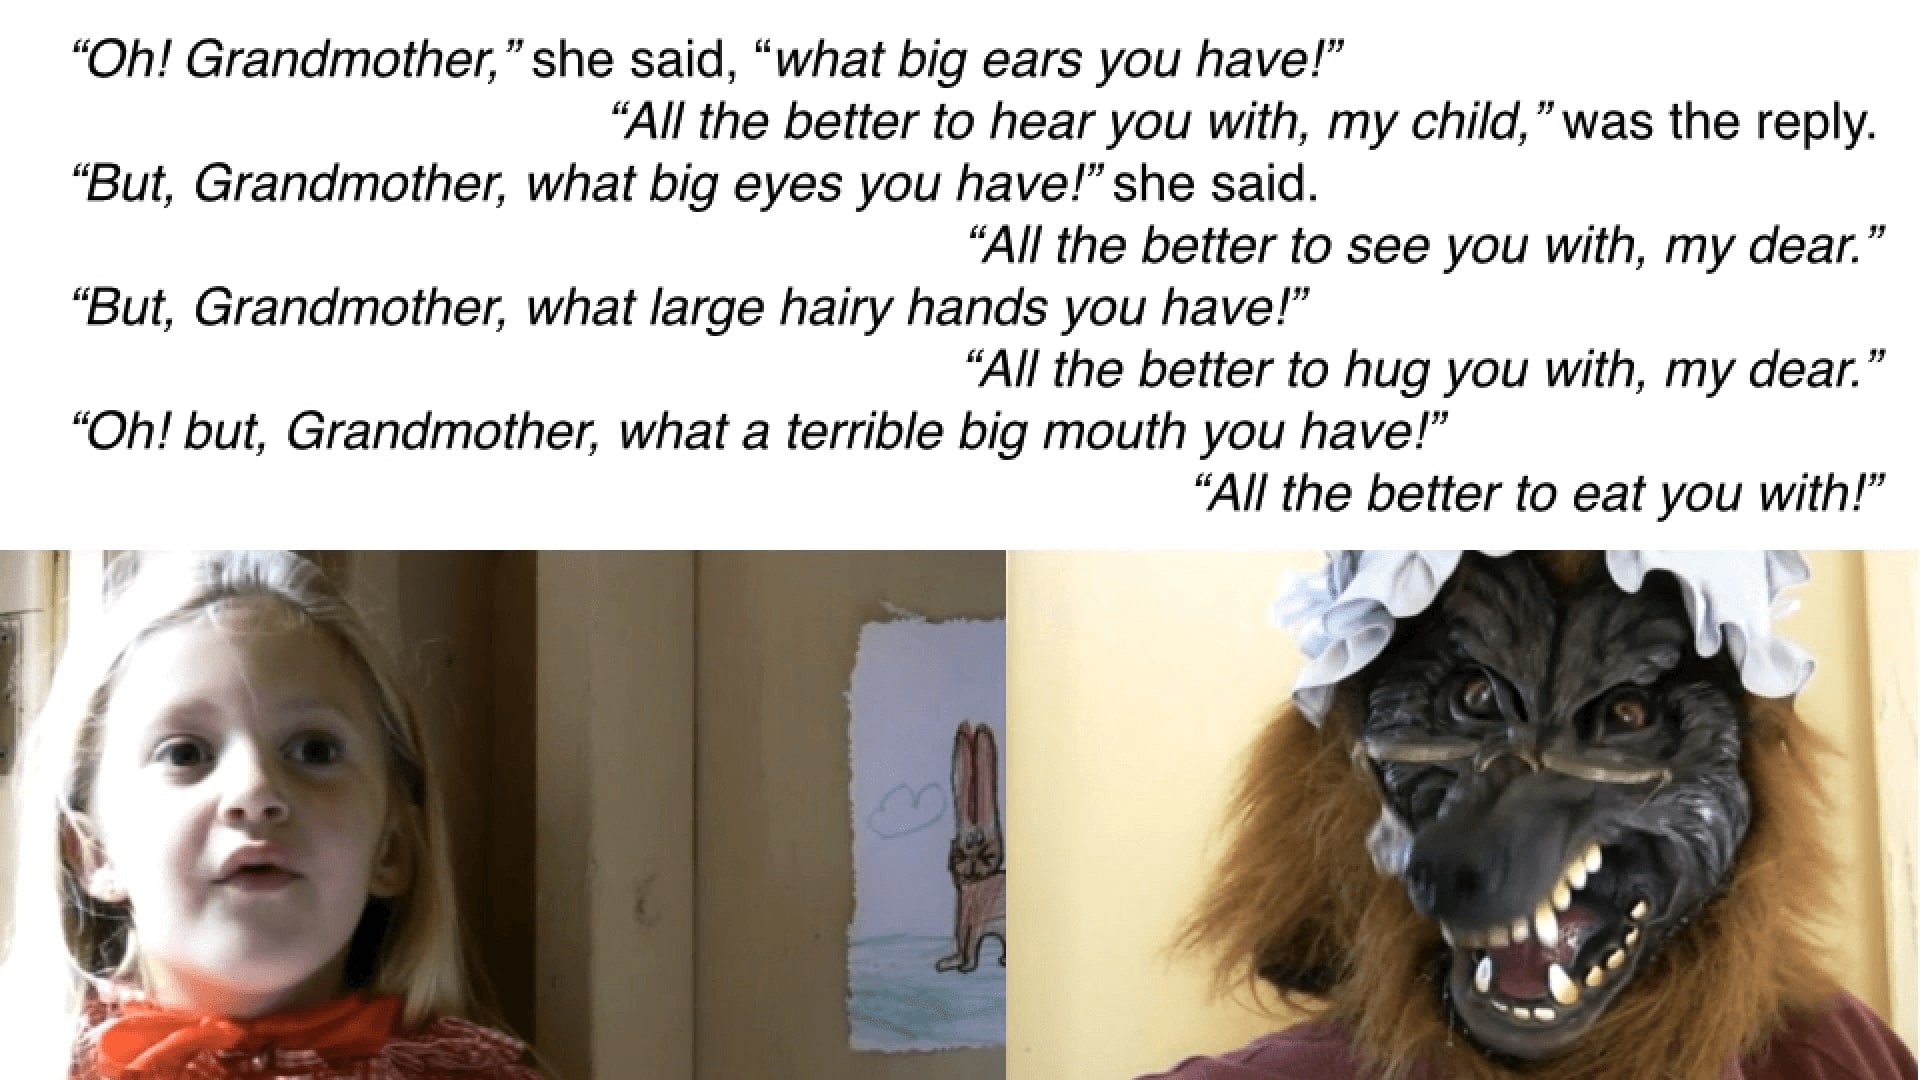 “Oh! Grandmother,” she said, “what big ears you have!”
“All the better to hear you with, my child,” was the reply.
“But, Grandmother, what big eyes you have!” she said.
“All the better to see you with, my dear.”
“But, Grandmother, what large hairy hands you have!”
“All the better to hug you with, my dear.”
“Oh! but, Grandmother, what a terrible big mouth you have!”
“All the better to eat you with!”